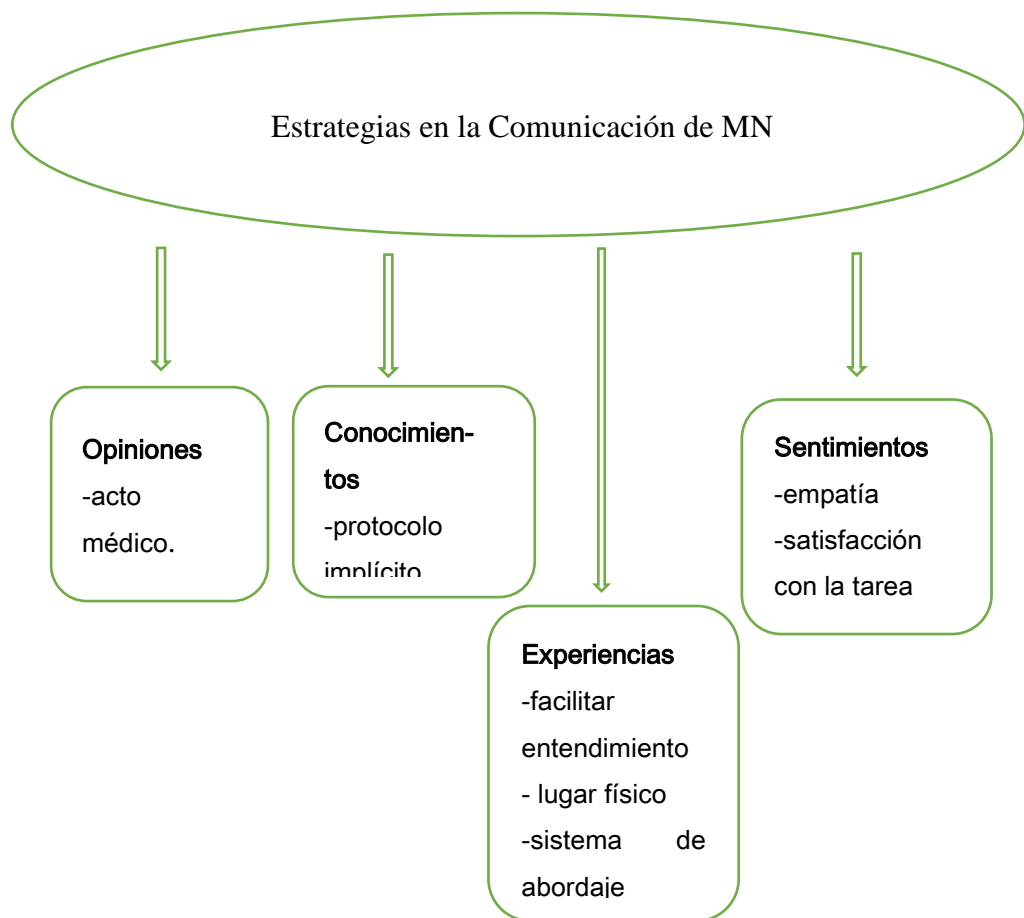 Estrategias en la Comunicación de MN
Opiniones
-acto
médico.
Conocimien-
tos
-protocolo
implícito
Experiencias
-facilitar
entendimiento
- lugar físico
-sistema de
abordaje
Sentimientos
-empatía
-satisfacción
con la tarea